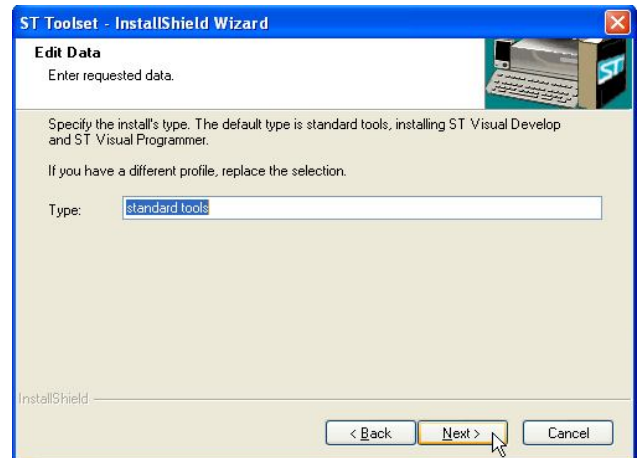 ST Toolset - InstallShield Wizard
Edit Data
Enter requested data.
ST
Specify the install's type. The default type is standard tools, installing ST Visual Develop
and ST Visual Programmer.
If you have a different profile, replace the selection.
Type: standard tools
InstallShield
< Back Next > Cancel